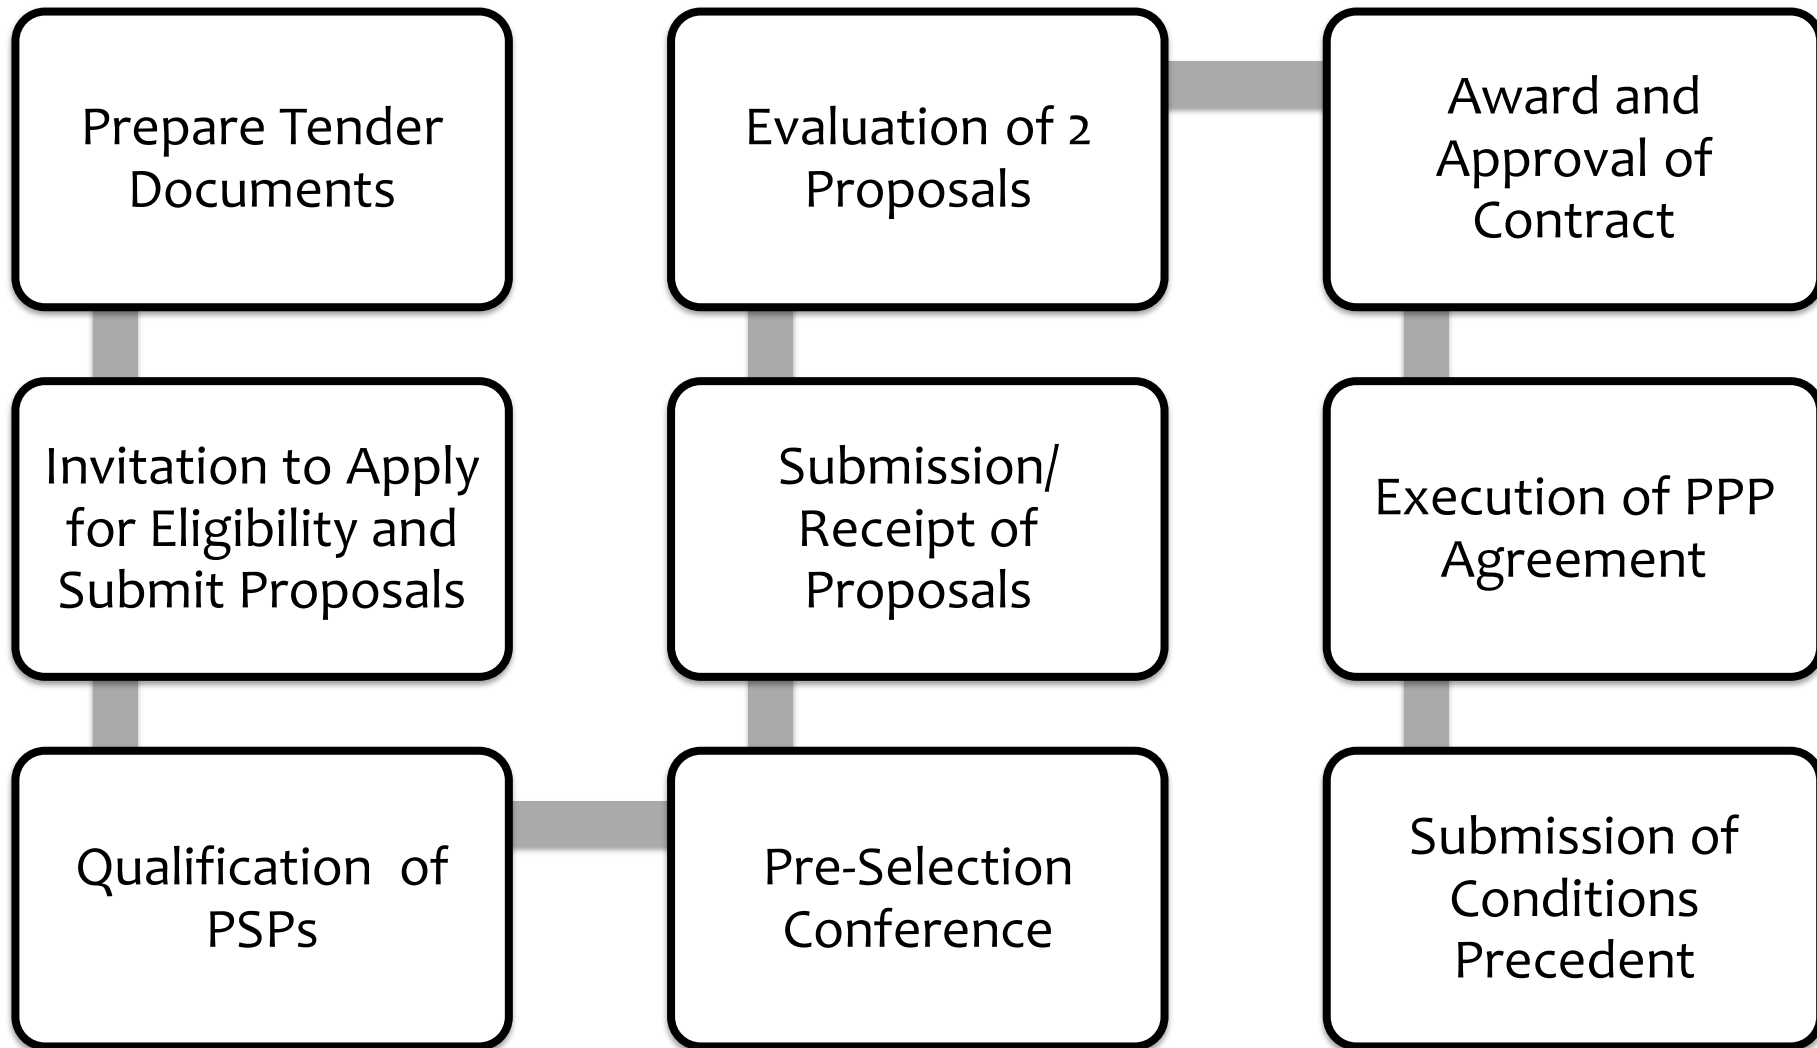 Prepare Tender
Documents
Invitation to Apply
for Eligibility and
Submit Proposals
Qualification of
PSPs
Pre-Selection
Conference
Submission/
Receipt of
Proposals
Evaluation of 2
Proposals
Award and
Approval of
Contract
Execution of PPP
Agreement
Submission of
Conditions
Precedent